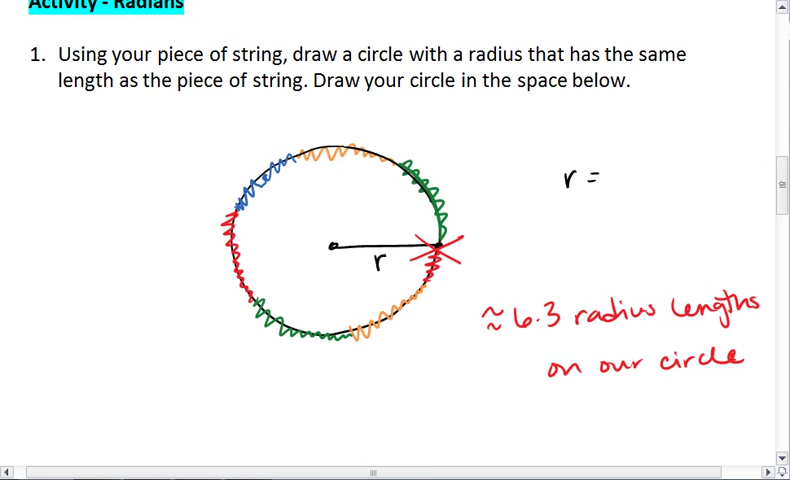 Activity - Radians
1. Using your piece of string, draw a circle with a radius that has the same
length as the piece of string. Draw your circle in the space below.
r =
r
≈ 6.3 radius lengths
on our circle